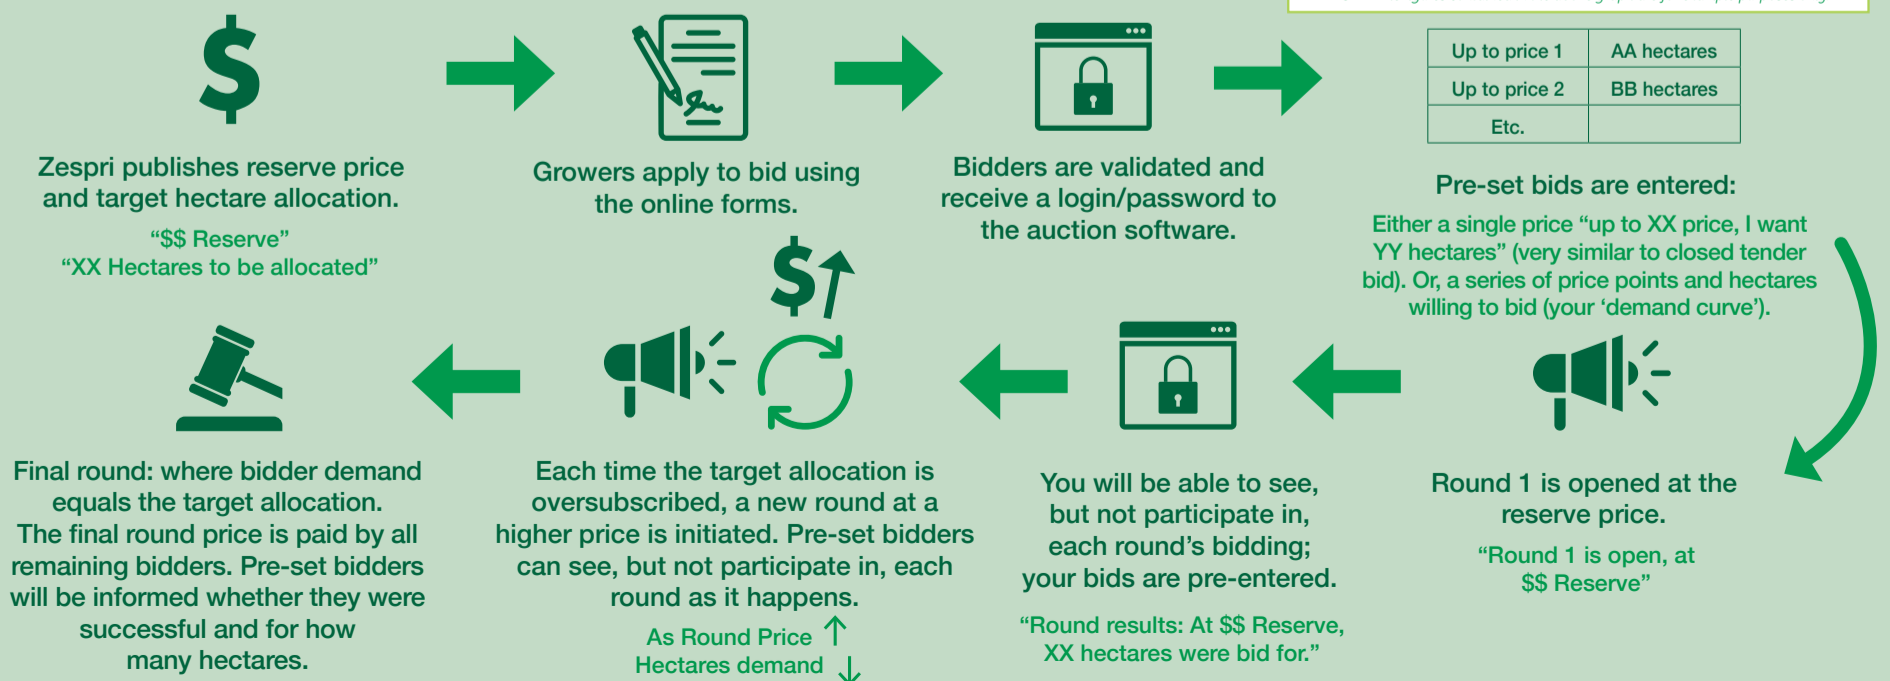 Zespri publishes reserve price
and target hectare allocation.
“$$ Reserve”
“XX Hectares to be allocated”
Growers apply to bid using
the online forms.
Bidders are validated and
receive a login/password to
the auction software.
Up to price 1 AA hectares
Up to price 2 BB hectares
Etc.
Pre-set bids are entered:
Either a single price “up to XX price, I want
YY hectares” (very similar to closed tender
bid). Or, a series of price points and hectares
willing to bid (your ‘demand curve’).
Round 1 is opened at the
reserve price.
“Round 1 is open, at
$$ Reserve”
You will be able to see,
but not participate in,
each round’s bidding;
your bids are pre-entered.
“Round results: At $$ Reserve,
XX hectares were bid for.”
Each time the target allocation is
oversubscribed, a new round at a
higher price is initiated. Pre-set bidders
can see, but not participate in, each
round as it happens.
As Round Price ↑
Hectares demand ↓
Final round: where bidder demand
equals the target allocation.
The final round price is paid by all
remaining bidders. Pre-set bidders
will be informed whether they were
successful and for how
many hectares.